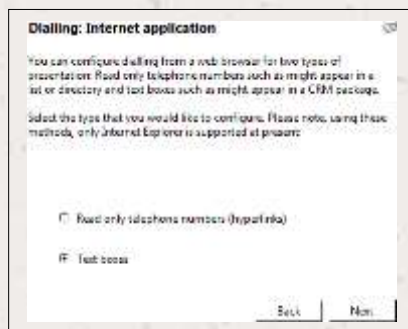 Dialling: Internet application
You can configure dialling from a web browser for two types of
presentation: Read only telephone numbers such as might appear in a
list or directory and text boxes such as might appear in a CRM package.
Select the type that you would like to configure. Please note, using these
methods, only Internet Explorer is supported at present:
Read only telephone numbers (hyperlinks)
Text boxes
Back Next